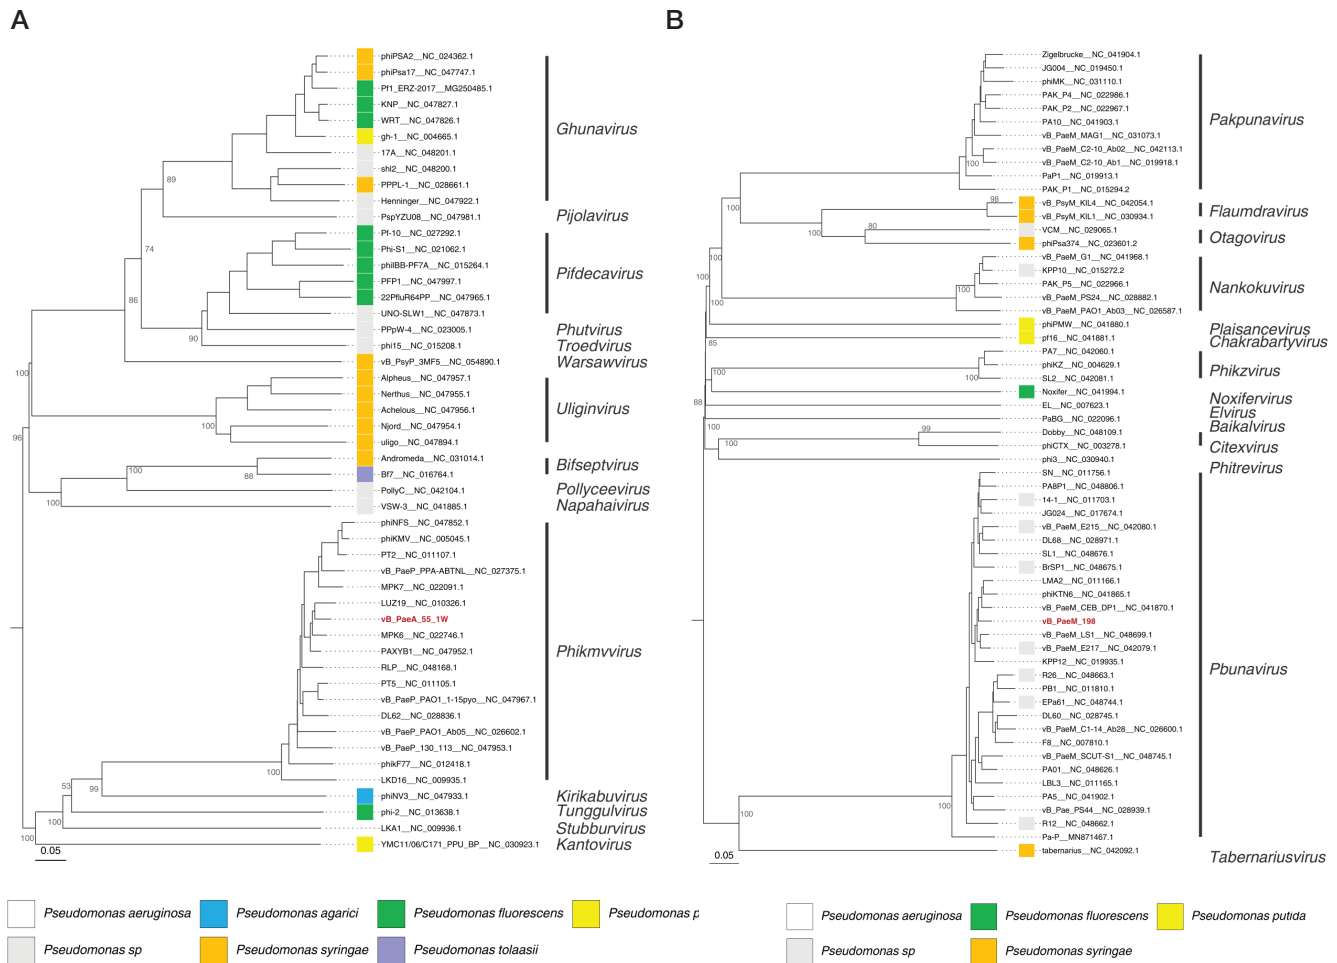 A
phiPSA2__NC_024362.1
phiPsa17__NC_047747.1
Pf1_ERZ-2017__MG250485.1
KNP__NC_047827.1
WRT__NC_047826.1
gh-1__NC_004665.1
17A__NC_048201.1
shl2__NC_048200.1
PPPL-1__NC_028661.1
Henninger__NC_047922.1
PspYZU08__NC_047981.1
Pf-10__NC_027292.1
Phi-S1__NC_021062.1
philBB-PF7A__NC_015264.1
PFP1__NC_047997.1
22PfluR64PP__NC_047965.1
UNO-SLW1__NC_047873.1
PPpW-4__NC_023005.1
phi15__NC_015208.1
vB_PsyP_3MF5__NC_054890.1
Alpheus__NC_047957.1
Nerthus__NC_047955.1
Achelous__NC_047956.1
Njord__NC_047954.1
uligo__NC_047894.1
Andromeda__NC_031014.1
Bf7__NC_016764.1
PollyC__NC_042104.1
VSW-3__NC_041885.1
phiNFS__NC_047852.1
phiKMV__NC_005045.1
PT2__NC_011107.1
vB_PaeP_PPA-ABTNL__NC_027375.1
MPK7__NC_022091.1
LUZ19__NC_010326.1
vB_PaeA_55_1W
MPK6__NC_022746.1
PAXYB1__NC_047952.1
RLP__NC_048168.1
PT5__NC_011105.1
vB_PaeP_PAO1_1-15pyo__NC_047967.1
DL62__NC_028836.1
vB_PaeP_PAO1_Ab05__NC_026602.1
vB_PaeP_130_113__NC_047953.1
phikF77__NC_012418.1
LKD16__NC_009935.1
phiNV3__NC_047933.1
phi-2__NC_013638.1
LKA1__NC_009936.1
YMC11/06/C171_PPU_BP__NC_030923.1
Ghunavirus
Pijolavirus
Pifdecavirus
Phutvirus
Troedvirus
Warsawvirus
Uliginvirus
Bifseptvirus
Pollyceevirus
Napahaivirus
Phikmvvirus
Kirikabuvirus
Tunggulvirus
Stubburvirus
Kantovirus
89
74
86
90
100
100
96
100
88
100
100
53
99
100
0.05
Pseudomonas aeruginosa
Pseudomonas agarici
Pseudomonas fluorescens
Pseudomonas p
Pseudomonas sp
Pseudomonas syringae
Pseudomonas tolaasii
B
Zigelbrucke__NC_041904.1
JG004__NC_019450.1
phiMK__NC_031110.1
PAK_P4__NC_022986.1
PAK_P2__NC_022967.1
PA10__NC_041903.1
vB_PaeM_MAG1__NC_031073.1
vB_PaeM_C2-10_Ab02__NC_042113.1
vB_PaeM_C2-10_Ab1__NC_019918.1
PaP1__NC_019913.1
PAK_P1__NC_015294.2
vB_PsyM_KIL4__NC_042054.1
vB_PsyM_KIL1__NC_030934.1
VCM__NC_029065.1
phiPsa374__NC_023601.2
vB_PaeM_G1__NC_041968.1
KPP10__NC_015272.2
PAK_P5__NC_022966.1
vB_PaeM_PS24__NC_028882.1
vB_PaeM_PAO1_Ab03__NC_026587.1
phiPMW__NC_041880.1
pf16__NC_041881.1
PA7__NC_042060.1
phiKZ__NC_004629.1
SL2__NC_042081.1
Noxifer__NC_041994.1
EL__NC_007623.1
PaBG__NC_022096.1
Dobby__NC_048109.1
phiCTX__NC_003278.1
phi3__NC_030940.1
SN__NC_011756.1
PA8P1__NC_048806.1
14-1__NC_011703.1
JG024__NC_017674.1
vB_PaeM_E215__NC_042080.1
DL68__NC_028971.1
SL1__NC_048676.1
BrSP1__NC_048675.1
LMA2__NC_011166.1
phiKTN6__NC_041865.1
vB_PaeM_CEB_DP1__NC_041870.1
vB_PaeM_198
vB_PaeM_LS1__NC_048699.1
vB_PaeM_E217__NC_042079.1
KPP12__NC_019935.1
R26__NC_048663.1
PB1__NC_011810.1
EPa61__NC_048744.1
DL60__NC_028745.1
vB_PaeM_C1-14_Ab28__NC_026600.1
F8__NC_007810.1
vB_PaeM_SCUT-S1__NC_048745.1
PA01__NC_048626.1
LBL3__NC_011165.1
PA5__NC_041902.1
vB_Pae_PS44__NC_028939.1
R12__NC_048662.1
Pa-P__MN871467.1
tabernarius__NC_042092.1
Pakpunavirus
Flaumdravirus
Otagovirus
Nankokuvirus
Plaisancevirus
Chakrabartyvirus
Phikzvirus
Noxifervirus
Elvirus
Baikalvirus
Citexvirus
Phitrevirus
Pbunavirus
Tabernariusvirus
100
98
100
80
100
100
100
100
85
100
100
88
99
100
100
100
100
0.05
Pseudomonas aeruginosa
Pseudomonas fluorescens
Pseudomonas putida
Pseudomonas sp
Pseudomonas syringae